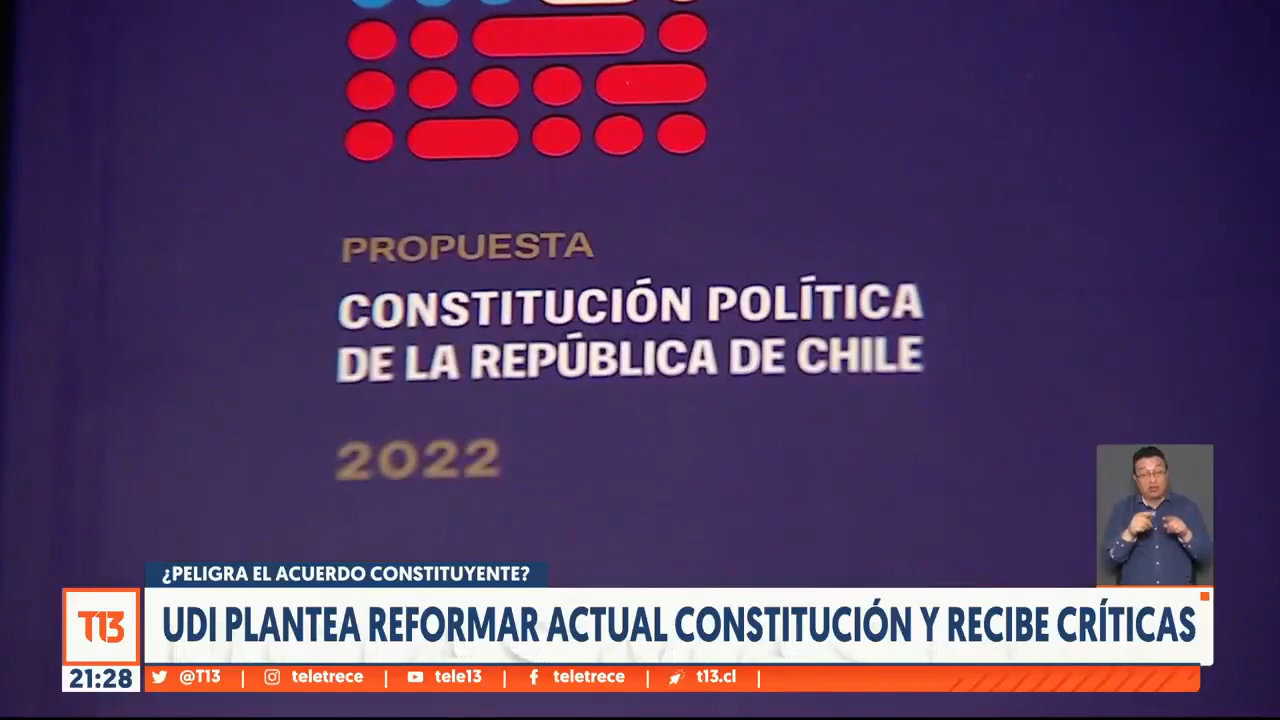 PROPUESTA
CONSTITUCIÓN POLÍTICA
DE LA REPÚBLICA DE CHILE
2022
¿PELIGRA EL ACUERDO CONSTITUYENTE?
T13
UDI PLANTEA REFORMAR ACTUAL CONSTITUCIÓN Y RECIBE CRÍTICAS
21:28
@T13 | teletrece | tele13 | teletrece | t13.cl |